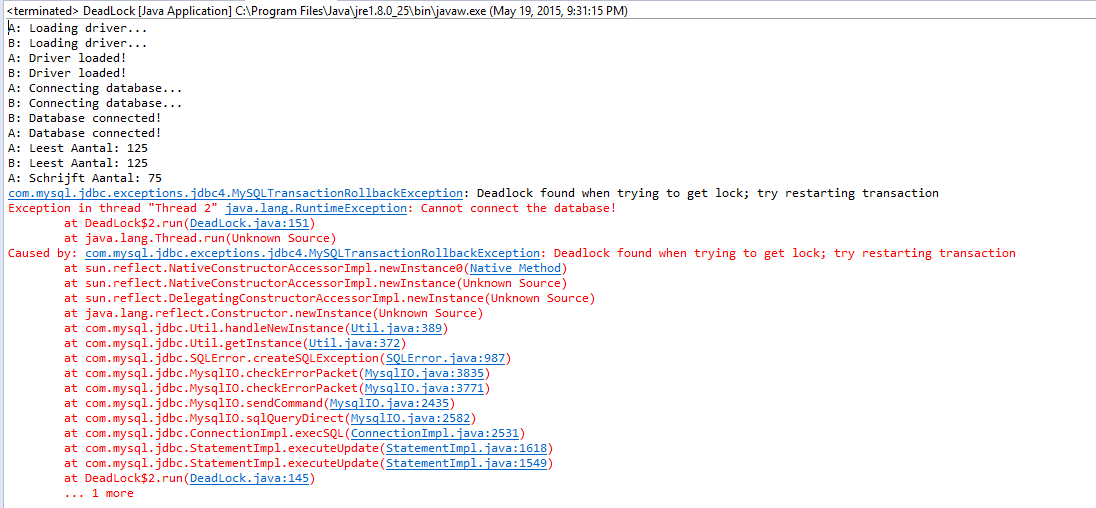 <terminated> DeadLock [Java Application] C:\Program Files\Java\jre1.8.0_25\bin\javaw.exe (May 19, 2015, 9:31:15 PM)
A: Loading driver...
B: Loading driver...
A: Driver loaded!
B: Driver loaded!
A: Connecting database...
B: Connecting database...
B: Database connected!
A: Database connected!
A: Leest Aantal: 125
B: Leest Aantal: 125
A: Schrijft Aantal: 75
com.mysql.jdbc.exceptions.jdbc4.MySQLTransactionRollbackException: Deadlock found when trying to get lock; try restarting transaction
Exception in thread "Thread 2" java.lang.RuntimeException: Cannot connect the database!
at DeadLock$2.run(DeadLock.java:151)
at java.lang.Thread.run(Unknown Source)
Caused by: com.mysql.jdbc.exceptions.jdbc4.MySQLTransactionRollbackException: Deadlock found when trying to get lock; try restarting transaction
at sun.reflect.NativeConstructorAccessorImpl.newInstance0(Native Method)
at sun.reflect.NativeConstructorAccessorImpl.newInstance(Unknown Source)
at sun.reflect.DelegatingConstructorAccessorImpl.newInstance(Unknown Source)
at java.lang.reflect.Constructor.newInstance(Unknown Source)
at com.mysql.jdbc.Util.handleNewInstance(Util.java:389)
at com.mysql.jdbc.Util.getInstance(Util.java:372)
at com.mysql.jdbc.SQLError.createSQLException(SQLError.java:987)
at com.mysql.jdbc.MysqlIO.checkErrorPacket(MysqlIO.java:3835)
at com.mysql.jdbc.MysqlIO.checkErrorPacket(MysqlIO.java:3771)
at com.mysql.jdbc.MysqlIO.sendCommand(MysqlIO.java:2435)
at com.mysql.jdbc.MysqlIO.sqlQueryDirect(MysqlIO.java:2582)
at com.mysql.jdbc.ConnectionImpl.execSQL(ConnectionImpl.java:2531)
at com.mysql.jdbc.StatementImpl.executeUpdate(StatementImpl.java:1618)
at com.mysql.jdbc.StatementImpl.executeUpdate(StatementImpl.java:1549)
at DeadLock$2.run(DeadLock.java:145)
... 1 more